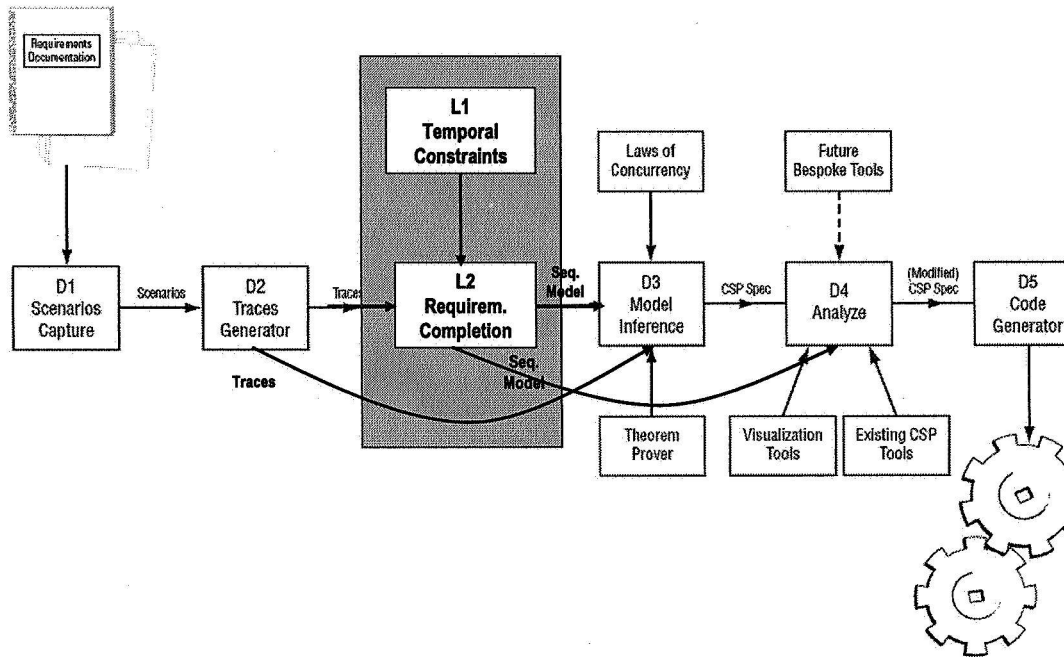 Requirements
Documentation
L1
Temporal
Constraints
Laws of
Concurrency
Future
Bespoke Tools
D1
Scenarios
Capture
Scenarios
D2
Traces
Generator
Traces
L2
Requirem.
Completion
Seq.
Model
D3
Model
Inference
CSP Spec
D4
Analyze
(Modified)
CSP Spec
D5
Code
Generator
Traces
Seq.
Model
Theorem
Prover
Visualization
Tools
Existing CSP
Tools